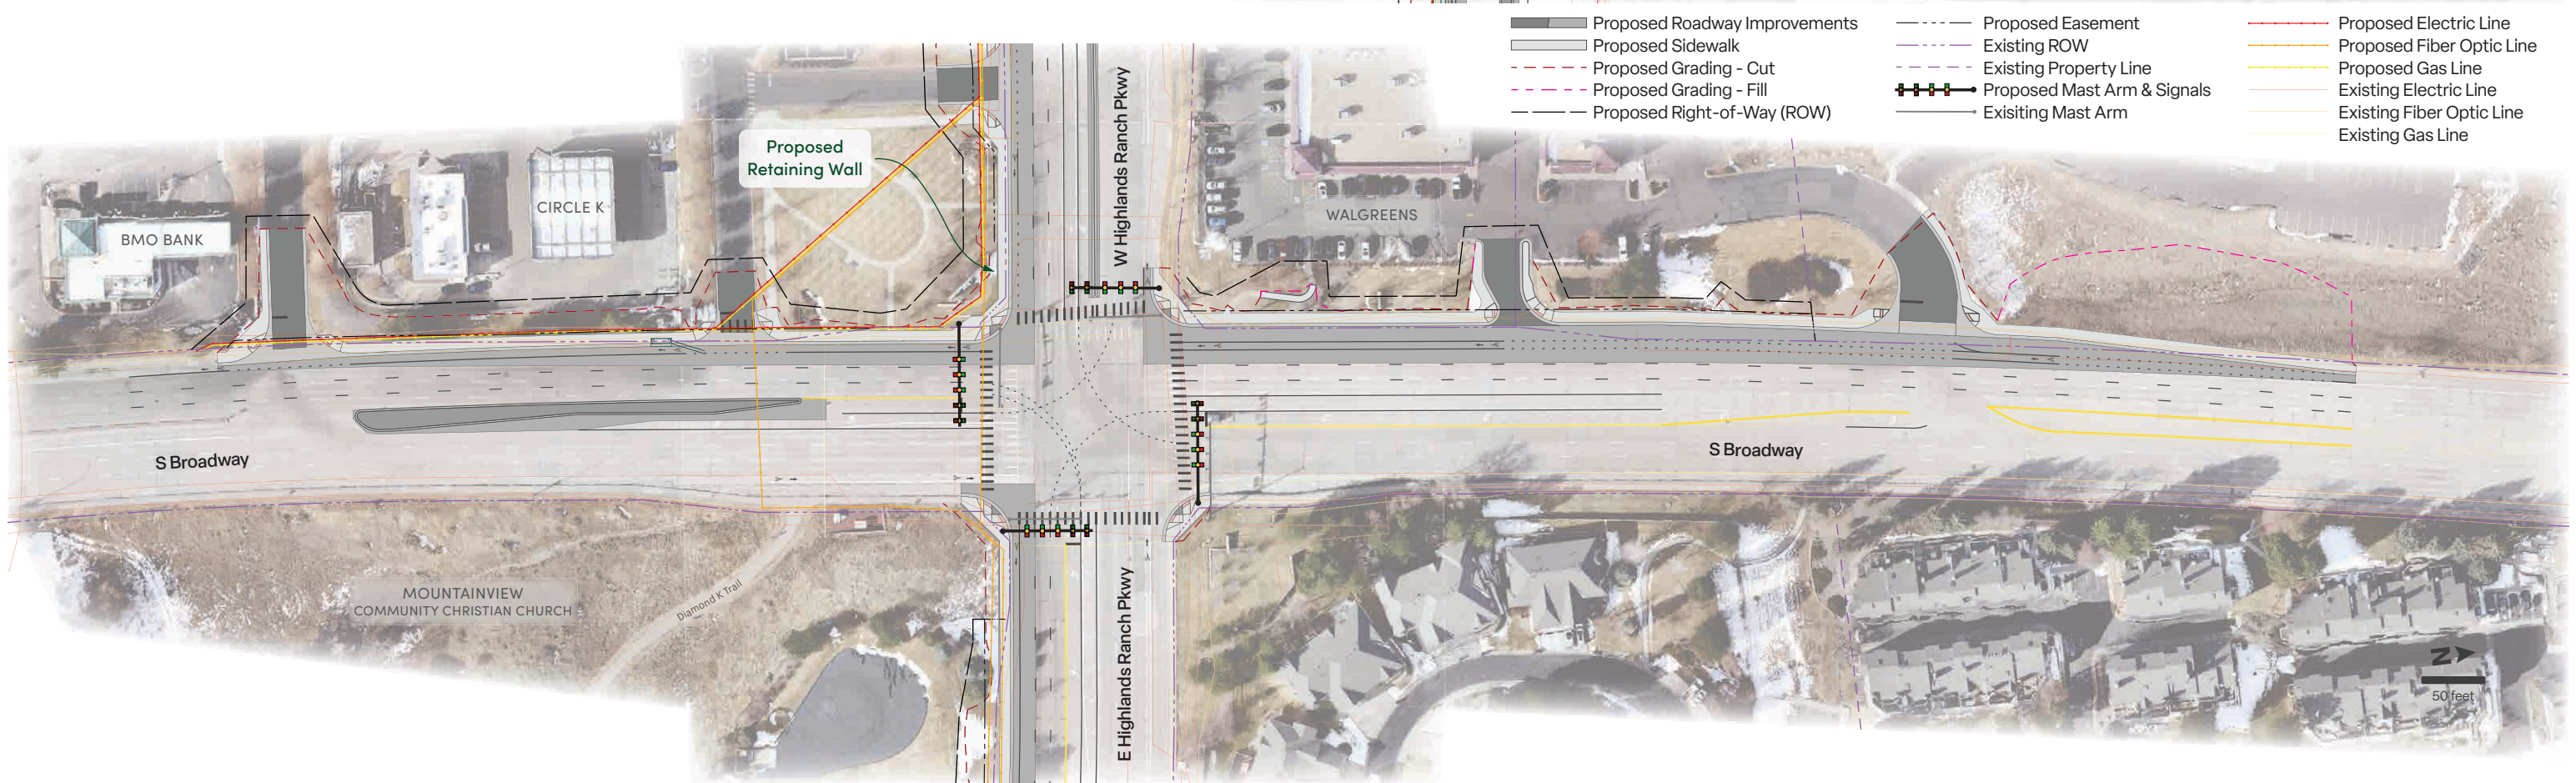 Proposed Roadway Improvements
Proposed Sidewalk
Proposed Grading - Cut
Proposed Grading - Fill
Proposed Right-of-Way (ROW)
Proposed Easement
Existing ROW
Existing Property Line
Proposed Mast Arm & Signals
Exisiting Mast Arm
Proposed Electric Line
Proposed Fiber Optic Line
Proposed Gas Line
Existing Electric Line
Existing Fiber Optic Line
Existing Gas Line
Proposed
Retaining Wall
W Highlands Ranch Pkwy
BMO BANK
CIRCLE K
WALGREENS
S Broadway
S Broadway
MOUNTAINVIEW
COMMUNITY CHRISTIAN CHURCH
Diamond K Trail
E Highlands Ranch Pkwy
N
50 feet